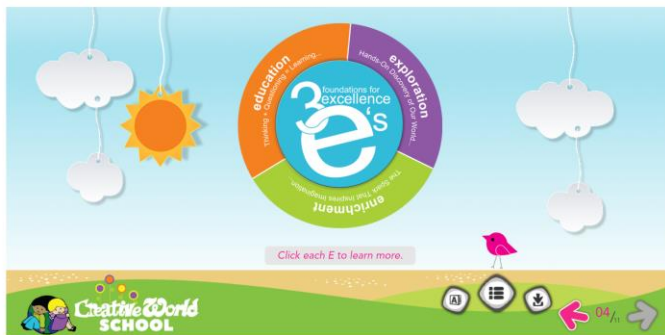 education
Thinking + Questioning = Learning...
exploration
Hands-On Discovery of Our World...
3 e's
foundations for
excellence
enrichment
The Spark That Inspires Imagination...
Click each E to learn more.
Creative World
SCHOOL
04/11